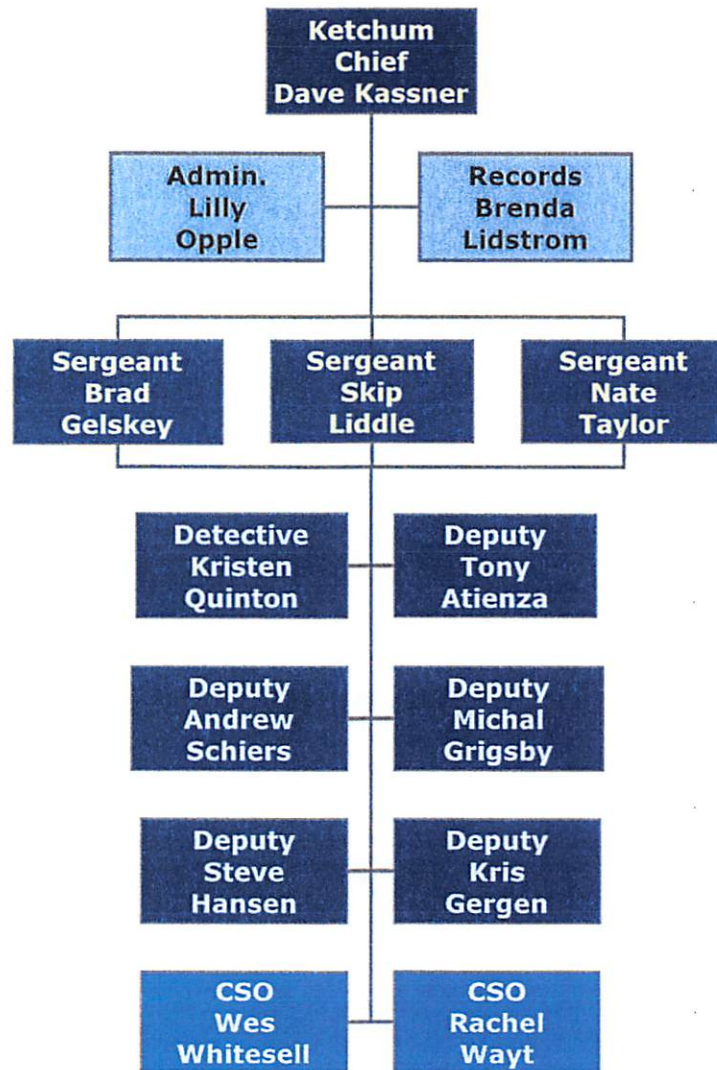 Ketchum
Chief
Dave Kassner
Admin.
Lilly
Opple
Records
Brenda
Lidstrom
Sergeant
Brad
Gelskey
Sergeant
Skip
Liddle
Sergeant
Nate
Taylor
Detective
Kristen
Quinton
Deputy
Tony
Atienza
Deputy
Andrew
Schiers
Deputy
Michal
Grigsby
Deputy
Steve
Hansen
Deputy
Kris
Gergen
CSO
Wes
Whitesell
CSO
Rachel
Wayt